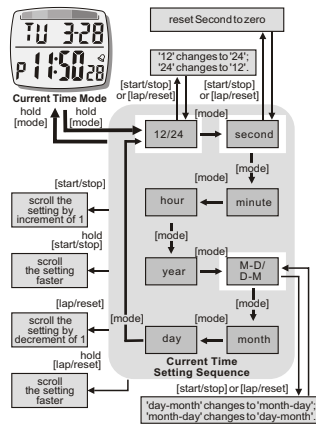 TU 3-28
P 11:50 28
Current Time Mode
reset Second to zero
'12' changes to '24';
'24' changes to '12'.
[start/stop]
or [lap/reset]
[start/stop]
or [lap/reset]
hold
[mode]
hold
[mode]
[mode]
12/24
second
[mode]
[start/stop]
scroll the
setting by
increment of 1
hour
[mode]
minute
hold
[start/stop]
scroll
the setting
faster
[mode]
year
[mode]
M-D/
D-M
[lap/reset]
scroll the
setting by
decrement of 1
[mode]
[mode]
day
[mode]
month
hold
[lap/reset]
scroll
the setting
faster
Current Time
Setting Sequence
[start/stop] or [lap/reset]
'day-month' changes to 'month-day';
'month-day' changes to 'day-month'.